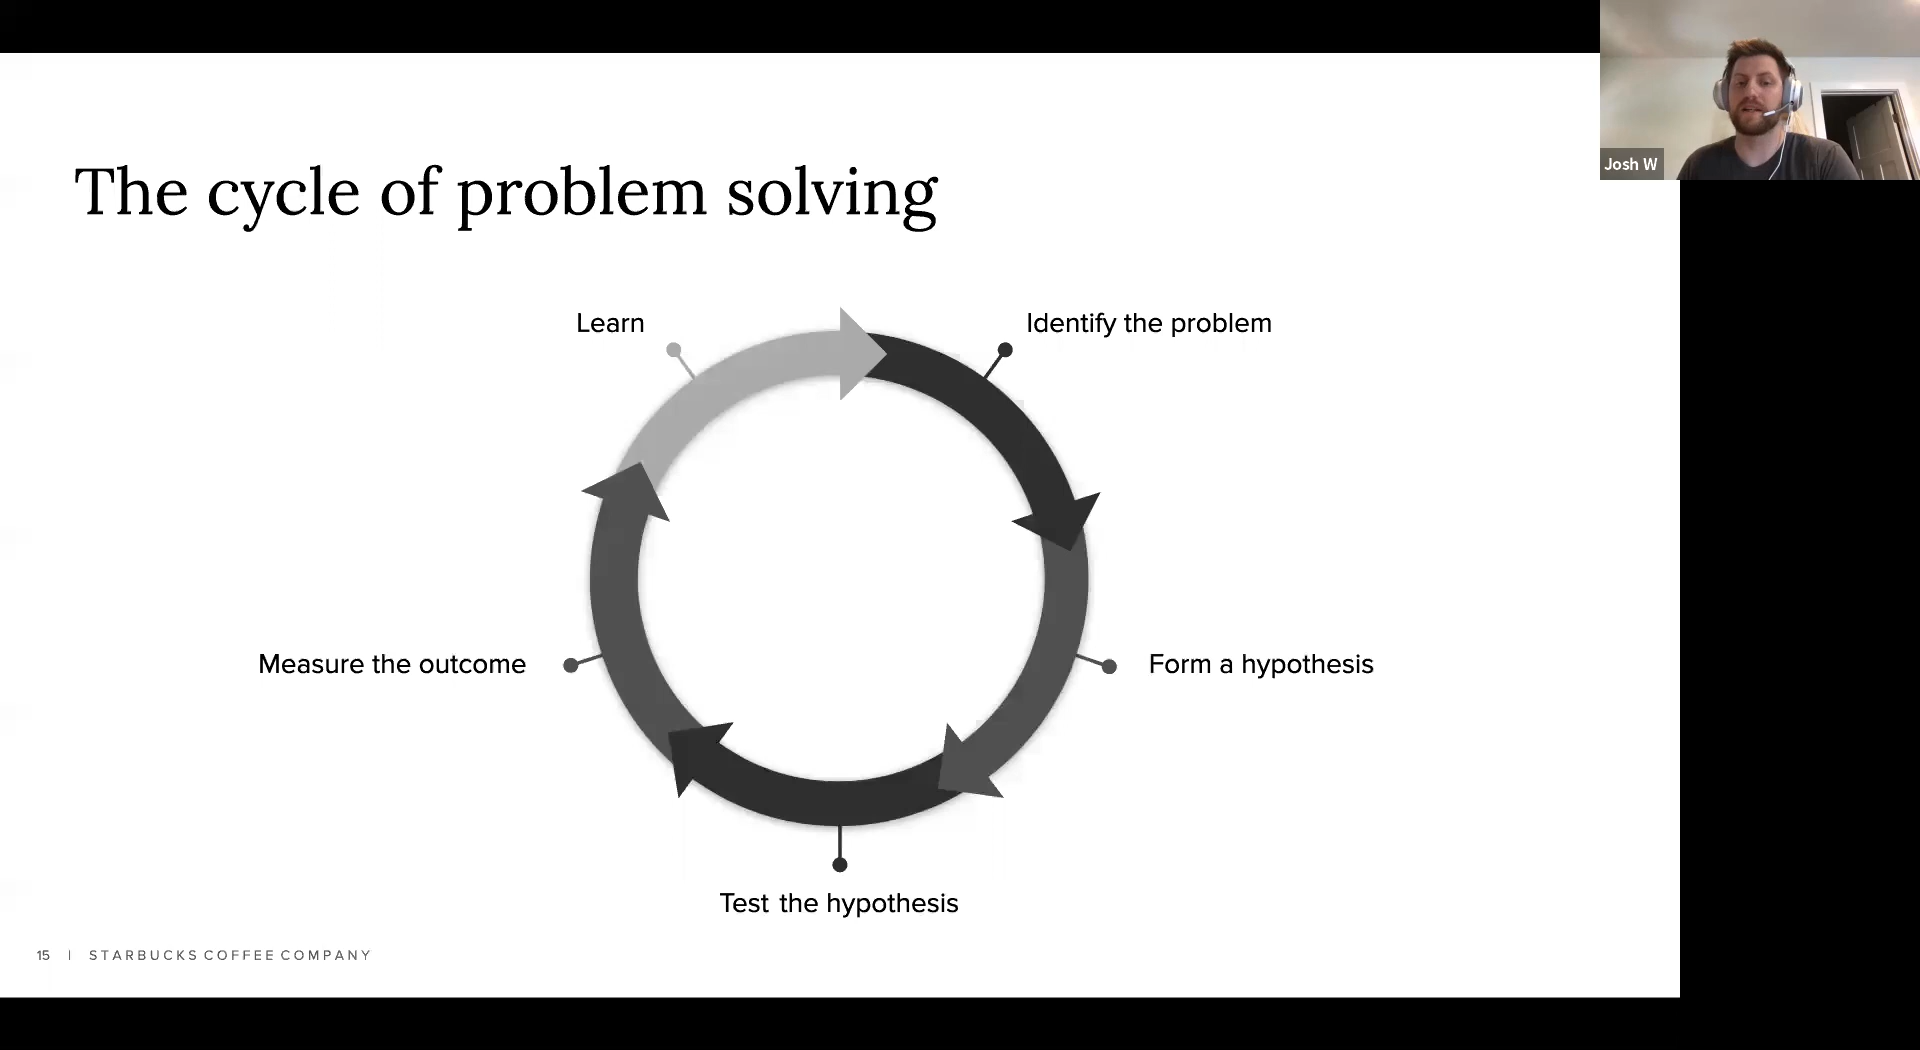 Josh W
The cycle of problem solving
Learn
Identify the problem
Measure the outcome
Form a hypothesis
Test the hypothesis
15 | STARBUCKS COFFEE COMPANY